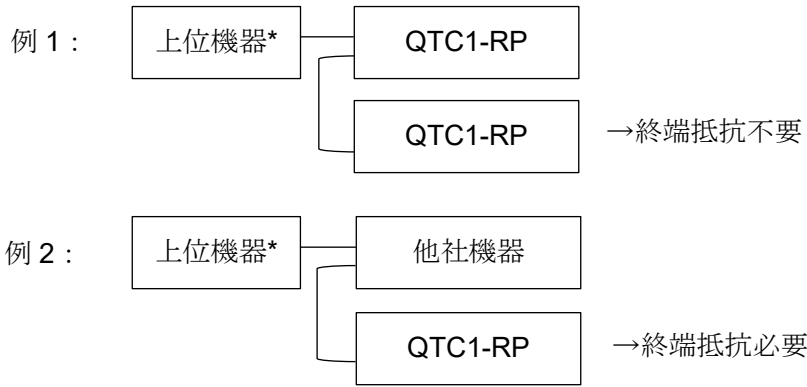 例 1： 上位機器* QTC1-RP
QTC1-RP →終端抵抗不要
例 2： 上位機器* 他社機器
QTC1-RP →終端抵抗必要